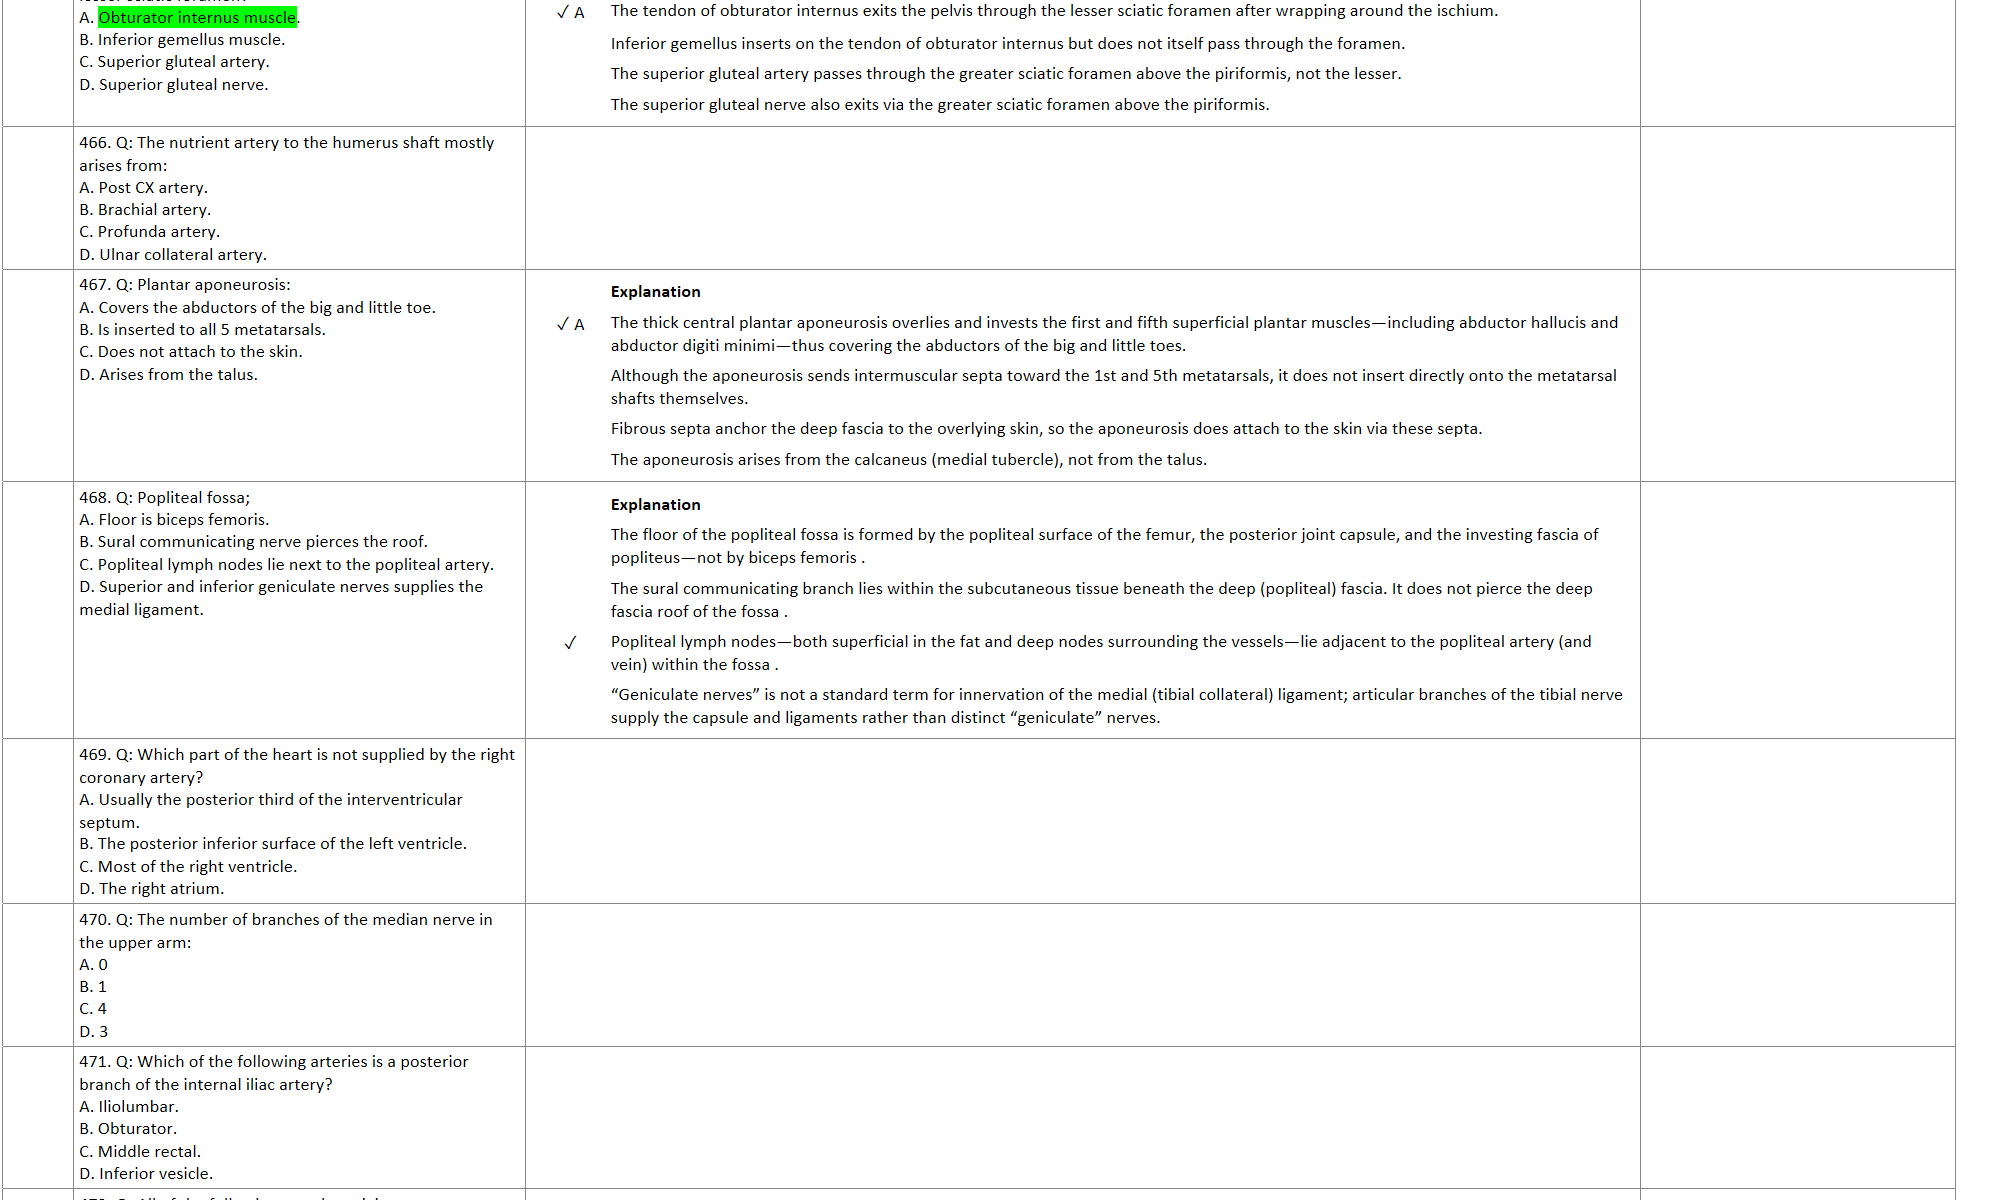 A. Obturator internus muscle.
B. Inferior gemellus muscle.
C. Superior gluteal artery.
D. Superior gluteal nerve.
✓ A
The tendon of obturator internus exits the pelvis through the lesser sciatic foramen after wrapping around the ischium.
Inferior gemellus inserts on the tendon of obturator internus but does not itself pass through the foramen.
The superior gluteal artery passes through the greater sciatic foramen above the piriformis, not the lesser.
The superior gluteal nerve also exits via the greater sciatic foramen above the piriformis.
466. Q: The nutrient artery to the humerus shaft mostly
arises from:
A. Post CX artery.
B. Brachial artery.
C. Profunda artery.
D. Ulnar collateral artery.
467. Q: Plantar aponeurosis:
A. Covers the abductors of the big and little toe.
B. Is inserted to all 5 metatarsals.
C. Does not attach to the skin.
D. Arises from the talus.
Explanation
✓ A
The thick central plantar aponeurosis overlies and invests the first and fifth superficial plantar muscles—including abductor hallucis and
abductor digiti minimi—thus covering the abductors of the big and little toes.
Although the aponeurosis sends intermuscular septa toward the 1st and 5th metatarsals, it does not insert directly onto the metatarsal
shafts themselves.
Fibrous septa anchor the deep fascia to the overlying skin, so the aponeurosis does attach to the skin via these septa.
The aponeurosis arises from the calcaneus (medial tubercle), not from the talus.
468. Q: Popliteal fossa;
A. Floor is biceps femoris.
B. Sural communicating nerve pierces the roof.
C. Popliteal lymph nodes lie next to the popliteal artery.
D. Superior and inferior geniculate nerves supplies the
medial ligament.
Explanation
The floor of the popliteal fossa is formed by the popliteal surface of the femur, the posterior joint capsule, and the investing fascia of
popliteus—not by biceps femoris .
The sural communicating branch lies within the subcutaneous tissue beneath the deep (popliteal) fascia. It does not pierce the deep
fascia roof of the fossa .
✓
Popliteal lymph nodes—both superficial in the fat and deep nodes surrounding the vessels—lie adjacent to the popliteal artery (and
vein) within the fossa .
“Geniculate nerves” is not a standard term for innervation of the medial (tibial collateral) ligament; articular branches of the tibial nerve
supply the capsule and ligaments rather than distinct “geniculate” nerves.
469. Q: Which part of the heart is not supplied by the right
coronary artery?
A. Usually the posterior third of the interventricular
septum.
B. The posterior inferior surface of the left ventricle.
C. Most of the right ventricle.
D. The right atrium.
470. Q: The number of branches of the median nerve in
the upper arm:
A. 0
B. 1
C. 4
D. 3
471. Q: Which of the following arteries is a posterior
branch of the internal iliac artery?
A. Iliolumbar.
B. Obturator.
C. Middle rectal.
D. Inferior vesicle.